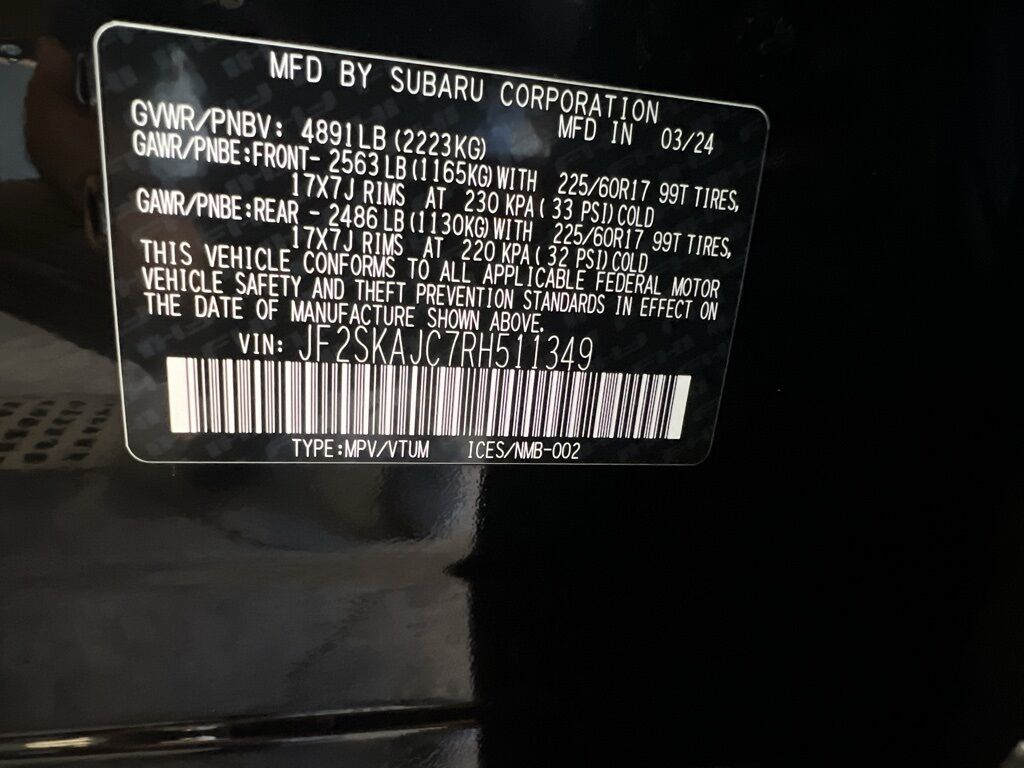 MFD BY SUBARU CORPORATION
GVWR/PNBV: 4891LB (2223KG) MFD IN 03/24
GAWR/PNBE:FRONT- 2563 LB (1165KG) WITH 225/60R17 99T TIRES,
17X7J RIMS AT 230 KPA ( 33 PSI) COLD
GAWR/PNBE:REAR - 2486 LB (1130KG) WITH 225/60R17 99T TIRES,
17X7J RIMS AT 220 KPA ( 32 PSI) COLD
THIS VEHICLE CONFORMS TO ALL APPLICABLE FEDERAL MOTOR
VEHICLE SAFETY AND THEFT PREVENTION STANDARDS IN EFFECT ON
THE DATE OF MANUFACTURE SHOWN ABOVE.
VIN: JF2SKAJC7RH511349
TYPE:MPV/VTUM ICES/NMB-002